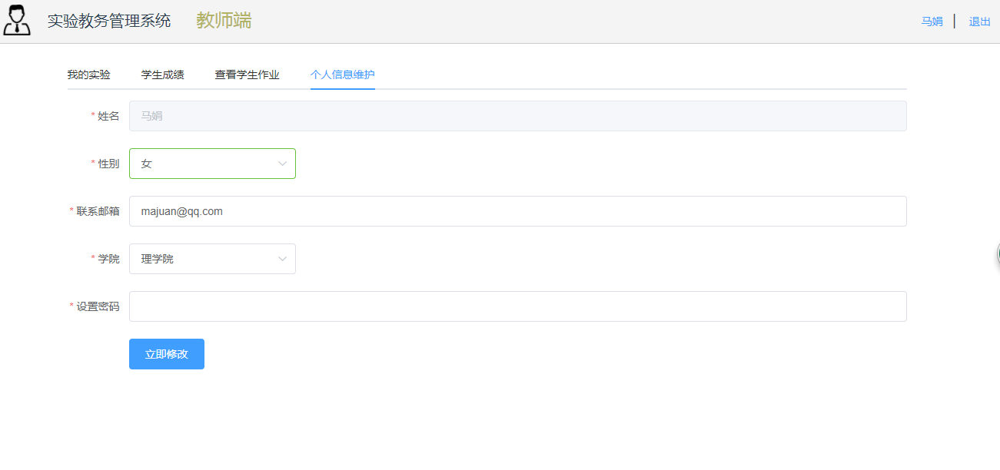 实验教务管理系统 教师端 马娟 | 退出
我的实验 学生成绩 查看学生作业 个人信息维护
* 姓名 马娟
* 性别 女
* 联系邮箱 majuan@qq.com
* 学院 理学院
* 设置密码
立即修改